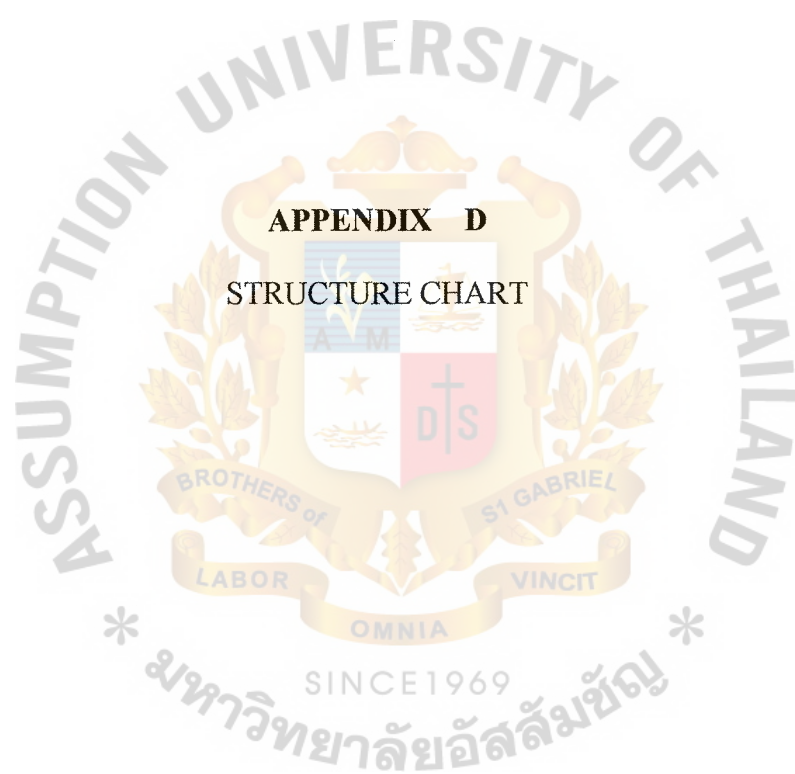 ASSUMPTION UNIVERSITY OF THAILAND
APPENDIX D
STRUCTURE CHART
A M
D S
BROTHERS of
ST GABRIEL
LABOR
VINCIT
OMNIA
SINCE1969
* มหาวิทยาลัยอัสสัมชัญ *